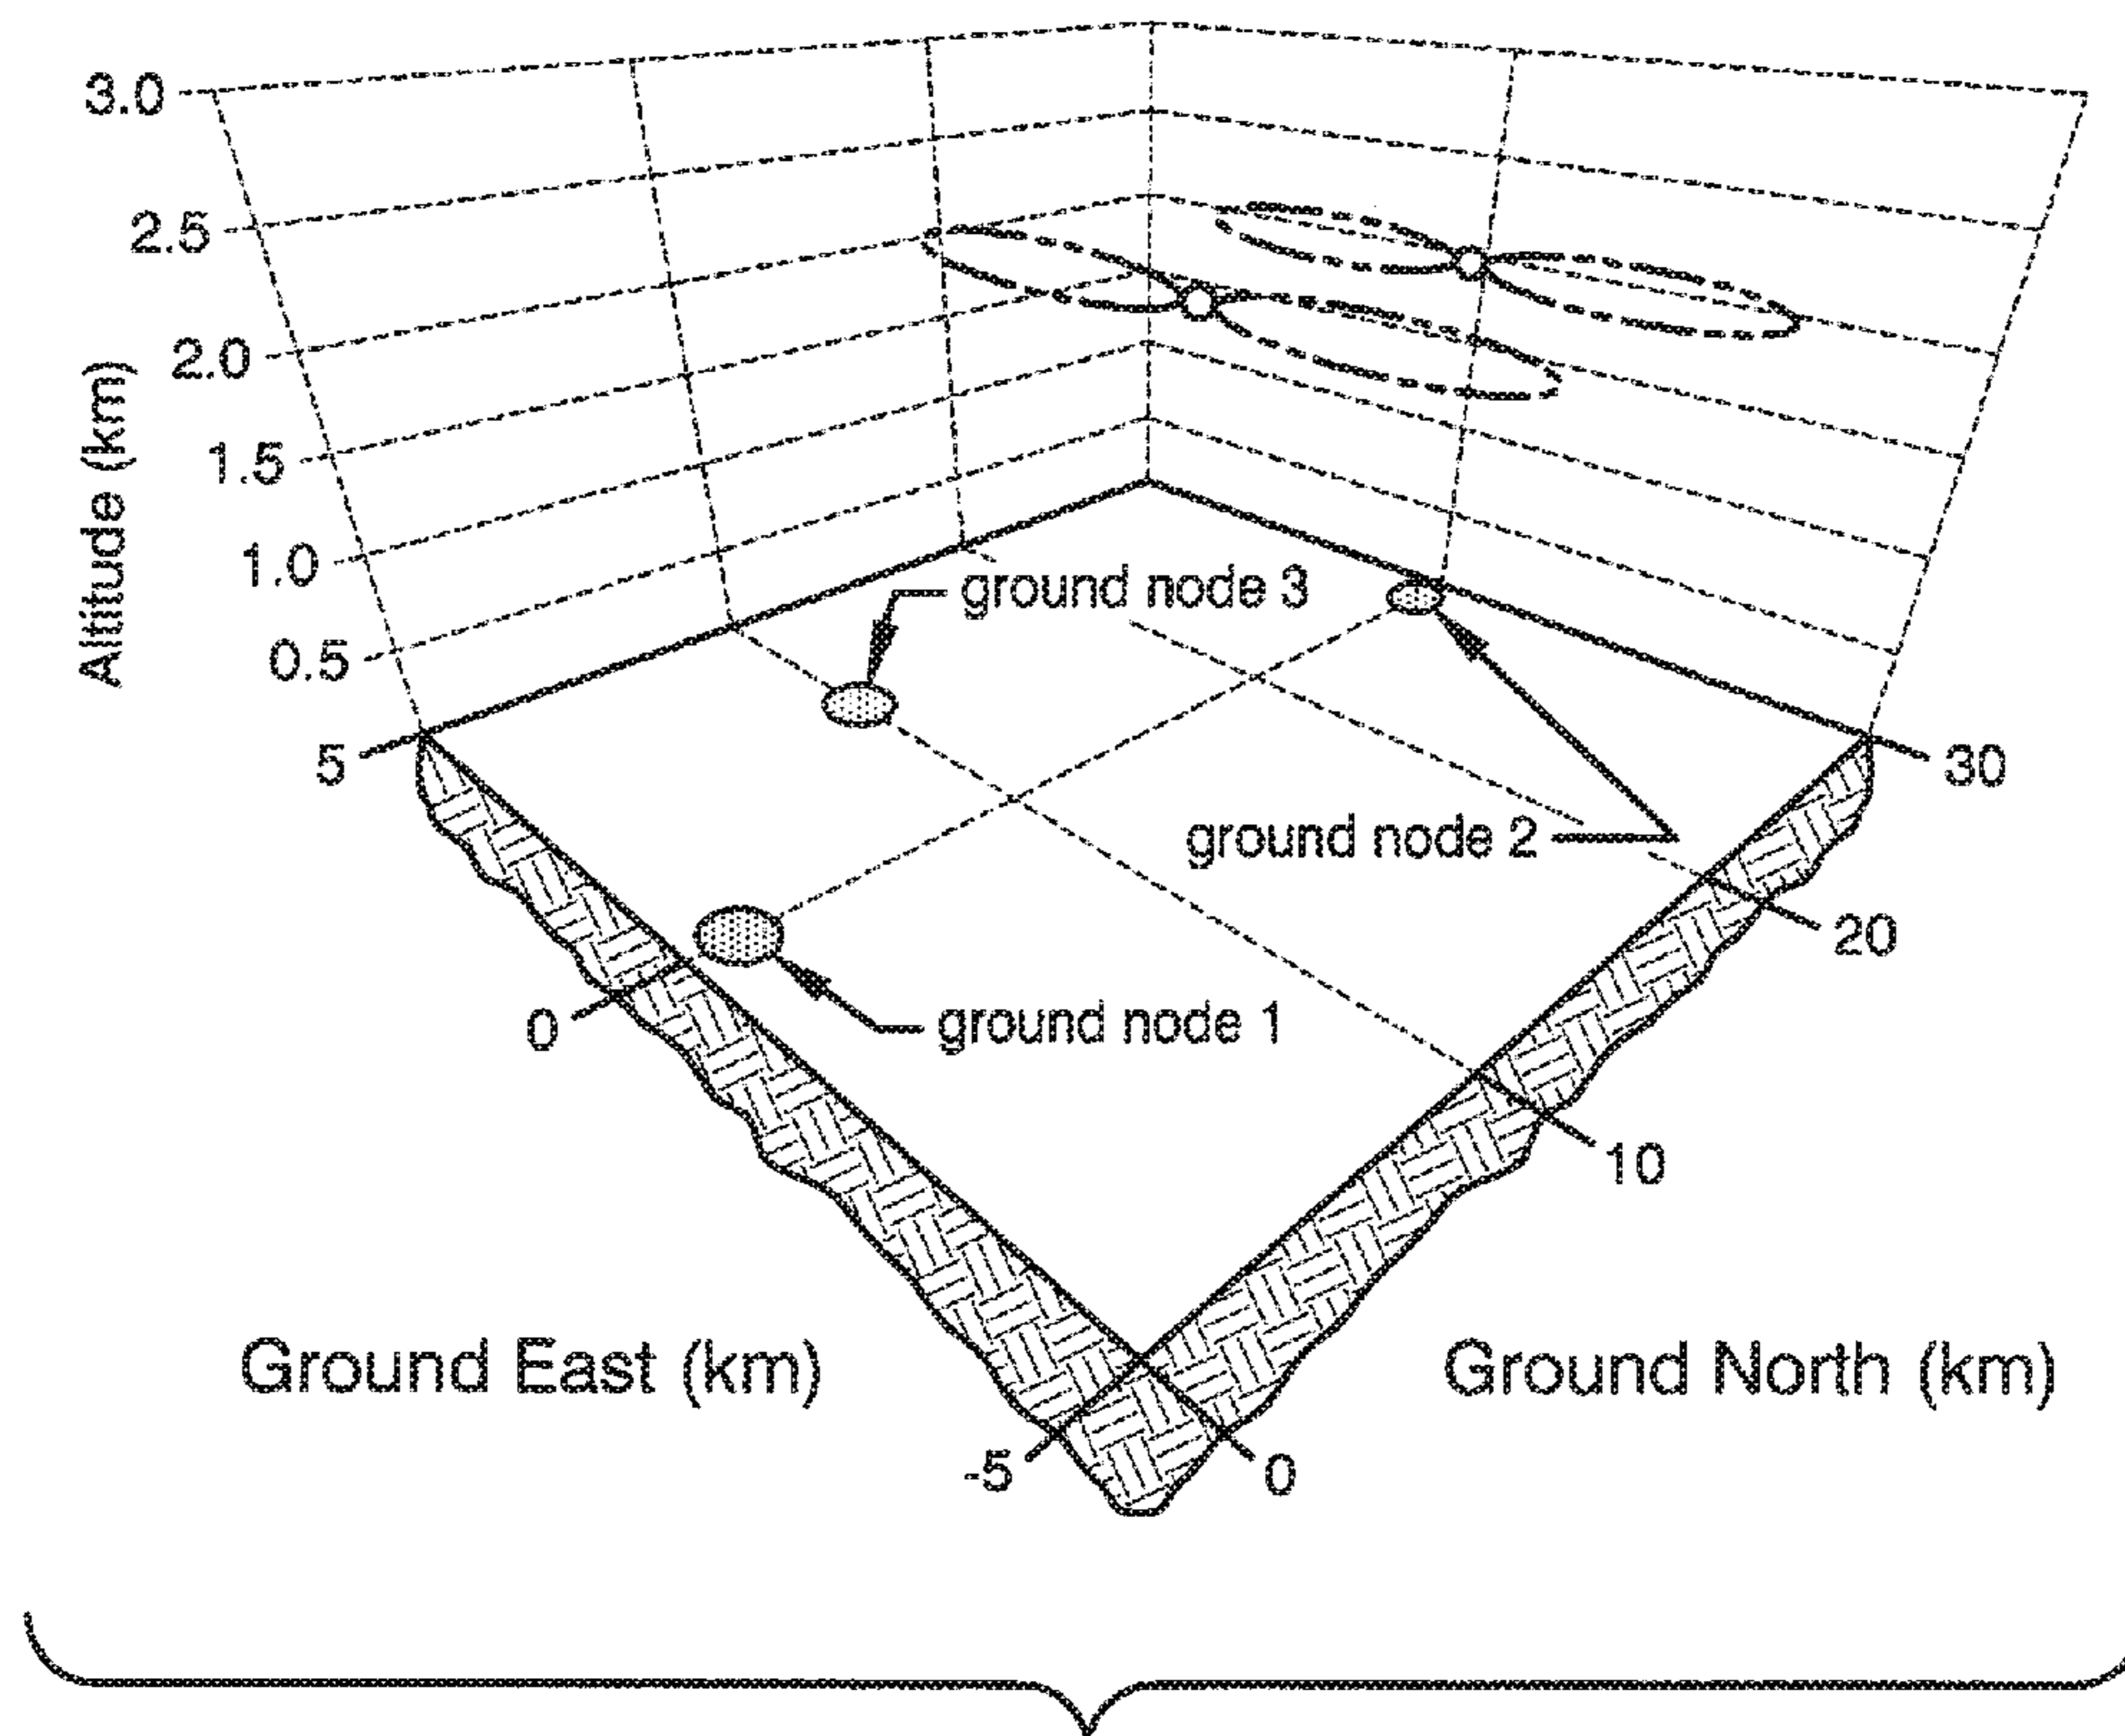 3.0
2.5
2.0
1.5
1.0
0.5
Altitude (km)
ground node 3
5
30
ground node 2
20
0
ground node 1
10
Ground East (km)
Ground North (km)
-5
0